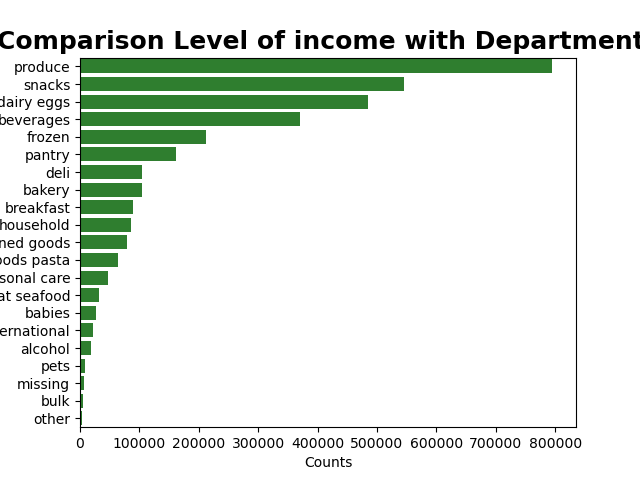 Comparison Level of income with Department
produce
snacks
dairy eggs
beverages
frozen
pantry
deli
bakery
breakfast
household
ned goods
oods pasta
sonal care
at seafood
babies
ernational
alcohol
pets
missing
bulk
other
0 100000 200000 300000 400000 500000 600000 700000 800000
Counts